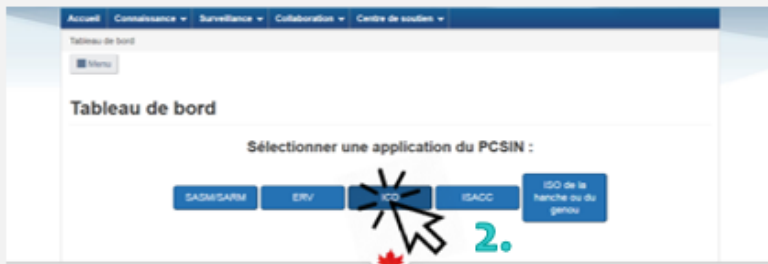 Accueil Connaissance Surveillance Collaboration Centre de soutien
Tableau de bord
Menu
Tableau de bord
Sélectionner une application du PCSIN :
SASM/SARM ERV ICD ISACC ISO de la
hanche ou du
genou
2.